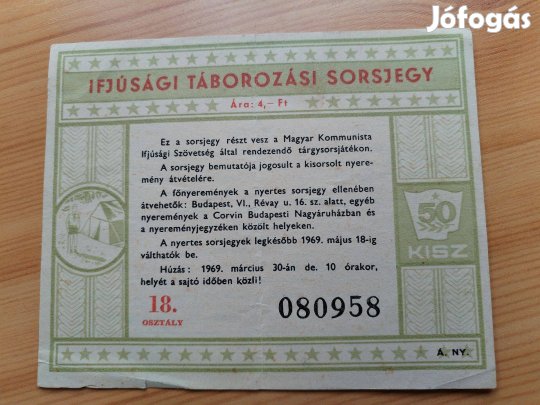 Jófogás
IFJÚSÁGI TÁBOROZÁSI SORSJEGY
Ára: 4,– Ft
Ez a sorsjegy részt vesz a Magyar Kommunista
Ifjúsági Szövetség által rendezendő tárgysorsjátékon.
A sorsjegy bemutatója jogosult a kisorsolt nyere-
mény átvételére.
A főnyeremények a nyertes sorsjegy ellenében
átvehetők: Budapest, VI., Révay u. 16. sz. alatt, egyéb
nyeremények a Corvin Budapesti Nagyáruházban és
a nyereményjegyzéken közölt helyeken.
A nyertes sorsjegyek legkésőbb 1969. május 18-ig
válthatók be.
Húzás: 1969. március 30-án de. 10 órakor,
helyét a sajtó időben közli!
18.
OSZTÁLY
080958
50
KISZ
Á. NY.